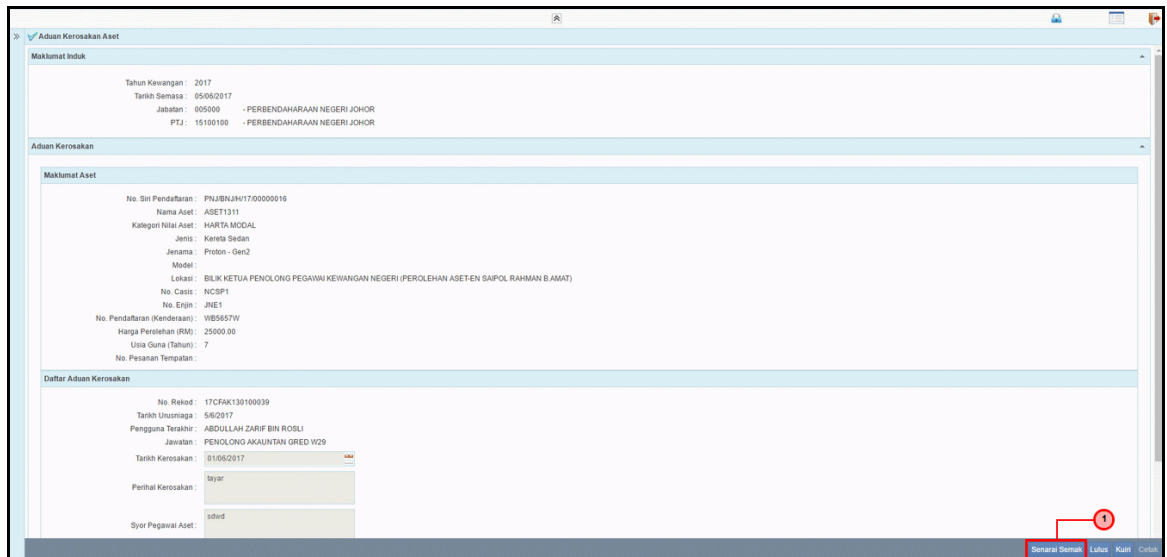 Aduan Kerosakan Aset
Maklumat Induk
Tahun Kewangan : 2017
Tarikh Semasa : 05/06/2017
Jabatan : 005000 - PERBENDAHARAAN NEGERI JOHOR
PTJ : 15100100 - PERBENDAHARAAN NEGERI JOHOR
Aduan Kerosakan
Maklumat Aset
No. Siri Pendaftaran : PNJ/BNJ/H/17/00000016
Nama Aset : ASET1311
Kategori Nilai Aset : HARTA MODAL
Jenis : Kereta Sedan
Jenama : Proton - Gen2
Model :
Lokasi : BILIK KETUA PENOLONG PEGAWAI KEWANGAN NEGERI (PEROLEHAN ASET-EN SAIPOL RAHMAN B.AMAT)
No. Casis : NCSP1
No. Enjin : JNE1
No. Pendaftaran (Kenderaan) : WB5657W
Harga Perolehan (RM) : 25000.00
Usia Guna (Tahun) : 7
No. Pesanan Tempatan :
Daftar Aduan Kerosakan
No. Rekod : 17CFAK130100039
Tarikh Urusniaga : 5/6/2017
Pengguna Terakhir : ABDULLAH ZARIF BIN ROSLI
Jawatan : PENOLONG AKAUNTAN GRED W29
Tarikh Kerosakan : 01/06/2017
Perihal Kerosakan : tayar
Syor Pegawai Aset : sdwd
1
Senarai Semak Lulus Kuiri Cetak